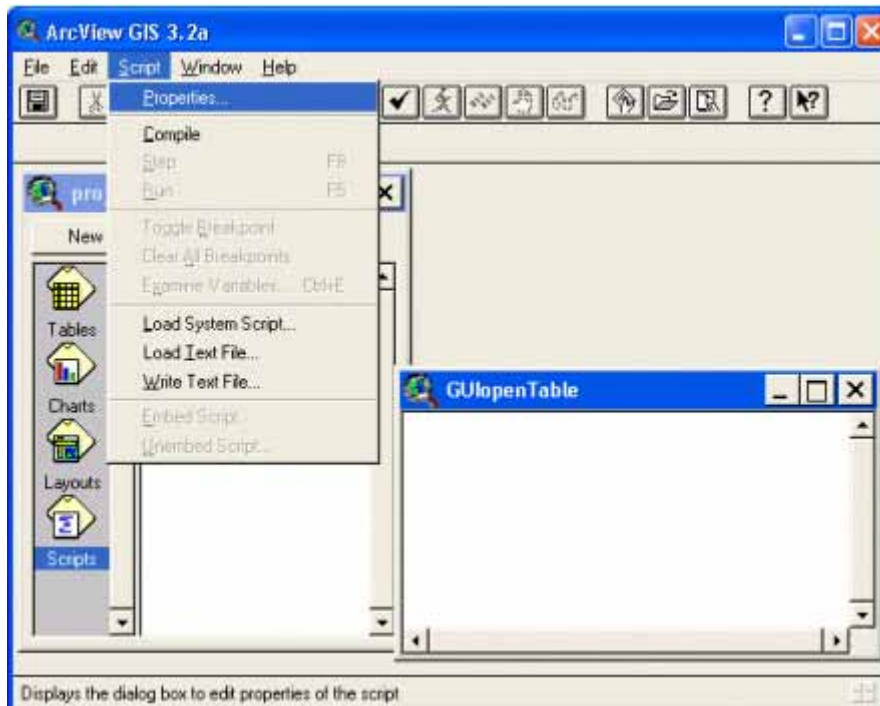 ArcView GIS 3.2a
File Edit Script Window Help
Properties...
Compile
Step F8
Run F5
Toggle Breakpoint
Clear All Breakpoints
Examine Variables... Ctrl+E
Load System Script...
Load Text File...
Write Text File...
Embed Script
Unembed Script...
pro
New
Tables
Charts
Layouts
Scripts
GUIopenTable
Displays the dialog box to edit properties of the script